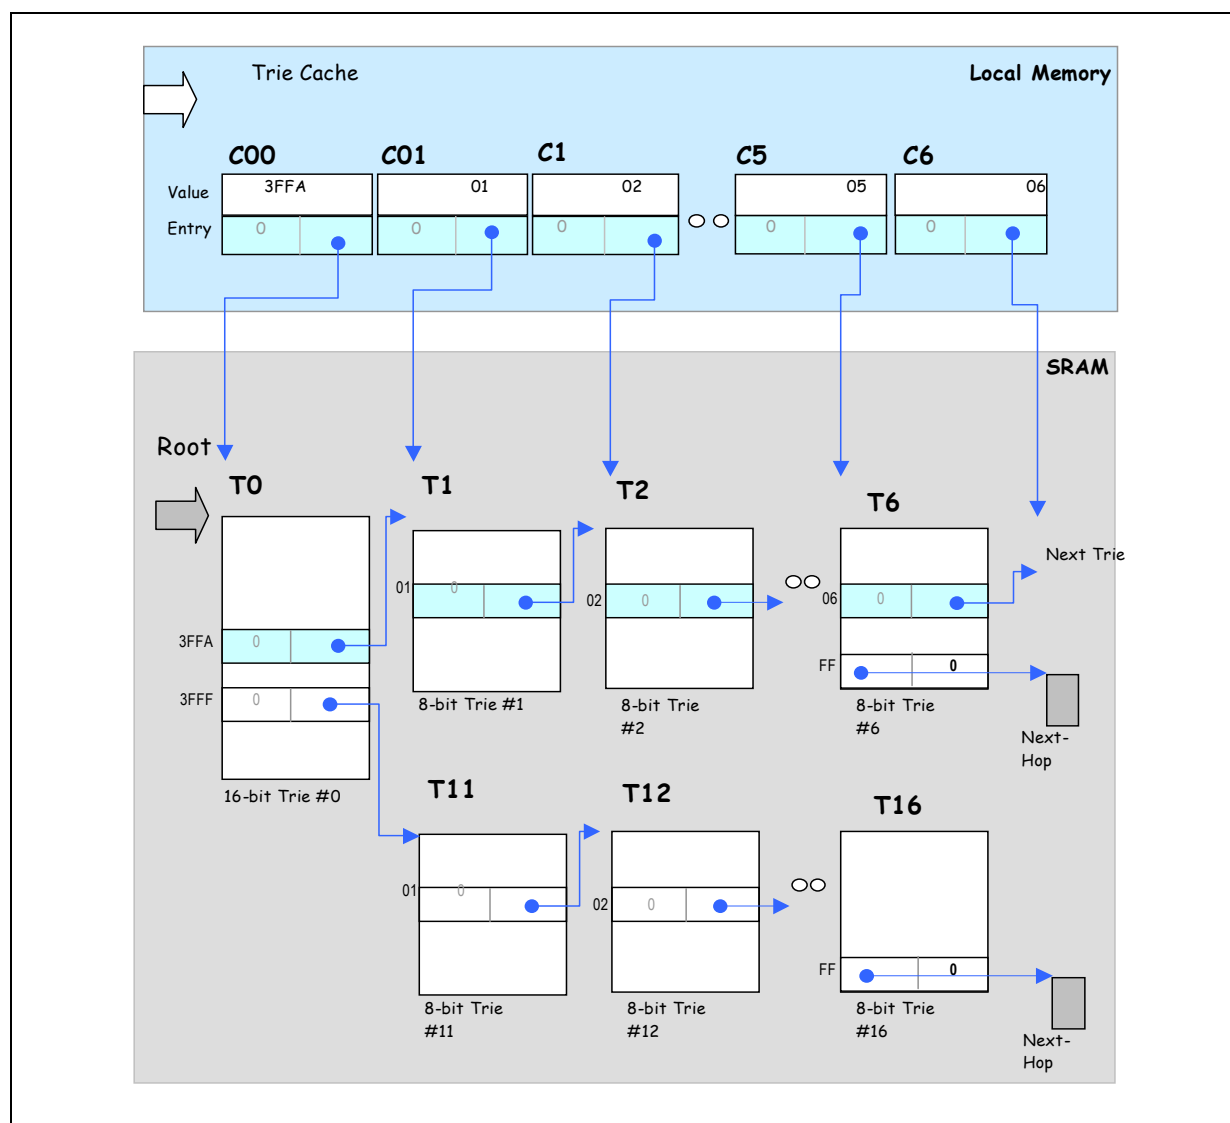 Trie Cache
Local Memory
C00
C01
C1
C5
C6
Value
3FFA
01
02
05
06
Entry
0
0
0
0
0
SRAM
Root
T0
T1
T2
T6
Next Trie
01
0
02
0
06
0
3FFA
0
FF
0
3FFF
0
8-bit Trie #1
8-bit Trie
#2
8-bit Trie
#6
Next-
Hop
16-bit Trie #0
T11
T12
T16
01
0
02
0
FF
0
8-bit Trie
#11
8-bit Trie
#12
8-bit Trie
#16
Next-
Hop